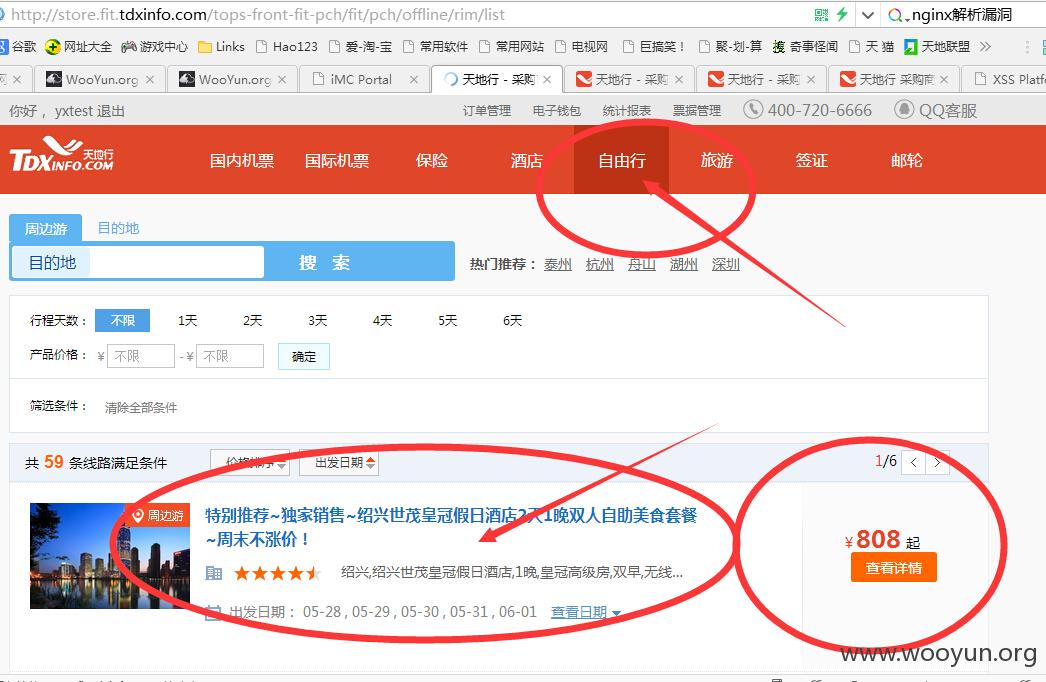 http://store.fit.tdxinfo.com/tops-front-fit-pch/fit/pch/offline/rim/list nginx解析漏洞
谷歌 网址大全 游戏中心 Links Hao123 爱-淘-宝 常用软件 常用网站 电视网 巨搞笑！ 聚-划-算 奇事怪闻 天 猫 天地联盟
WooYun.org WooYun.org iMC Portal 天地行 - 采购 天地行 - 采购 天地行 - 采购 天地行 采购商 XSS Platf
你好， yxtest 退出 订单管理 电子钱包 统计报表 票据管理 400-720-6666 QQ客服
TDXINFO.COM 天地行 国内机票 国际机票 保险 酒店 自由行 旅游 签证 邮轮
周边游 目的地
目的地 搜 索 热门推荐： 泰州 杭州 舟山 湖州 深圳
行程天数： 不限 1天 2天 3天 4天 5天 6天
产品价格： ¥ 不限 - ¥ 不限 确定
筛选条件： 清除全部条件
共 59 条线路满足条件 价格排序 出发日期 1/6 < >
周边游 特别推荐~独家销售~绍兴世茂皇冠假日酒店2天1晚双人自助美食套餐
~周末不涨价！
¥808 起
绍兴,绍兴世茂皇冠假日酒店,1晚,皇冠高级房,双早,无线...
查看详情
出发日期： 05-28 , 05-29 , 05-30 , 05-31 , 06-01 查看日期
www.wooyun.org